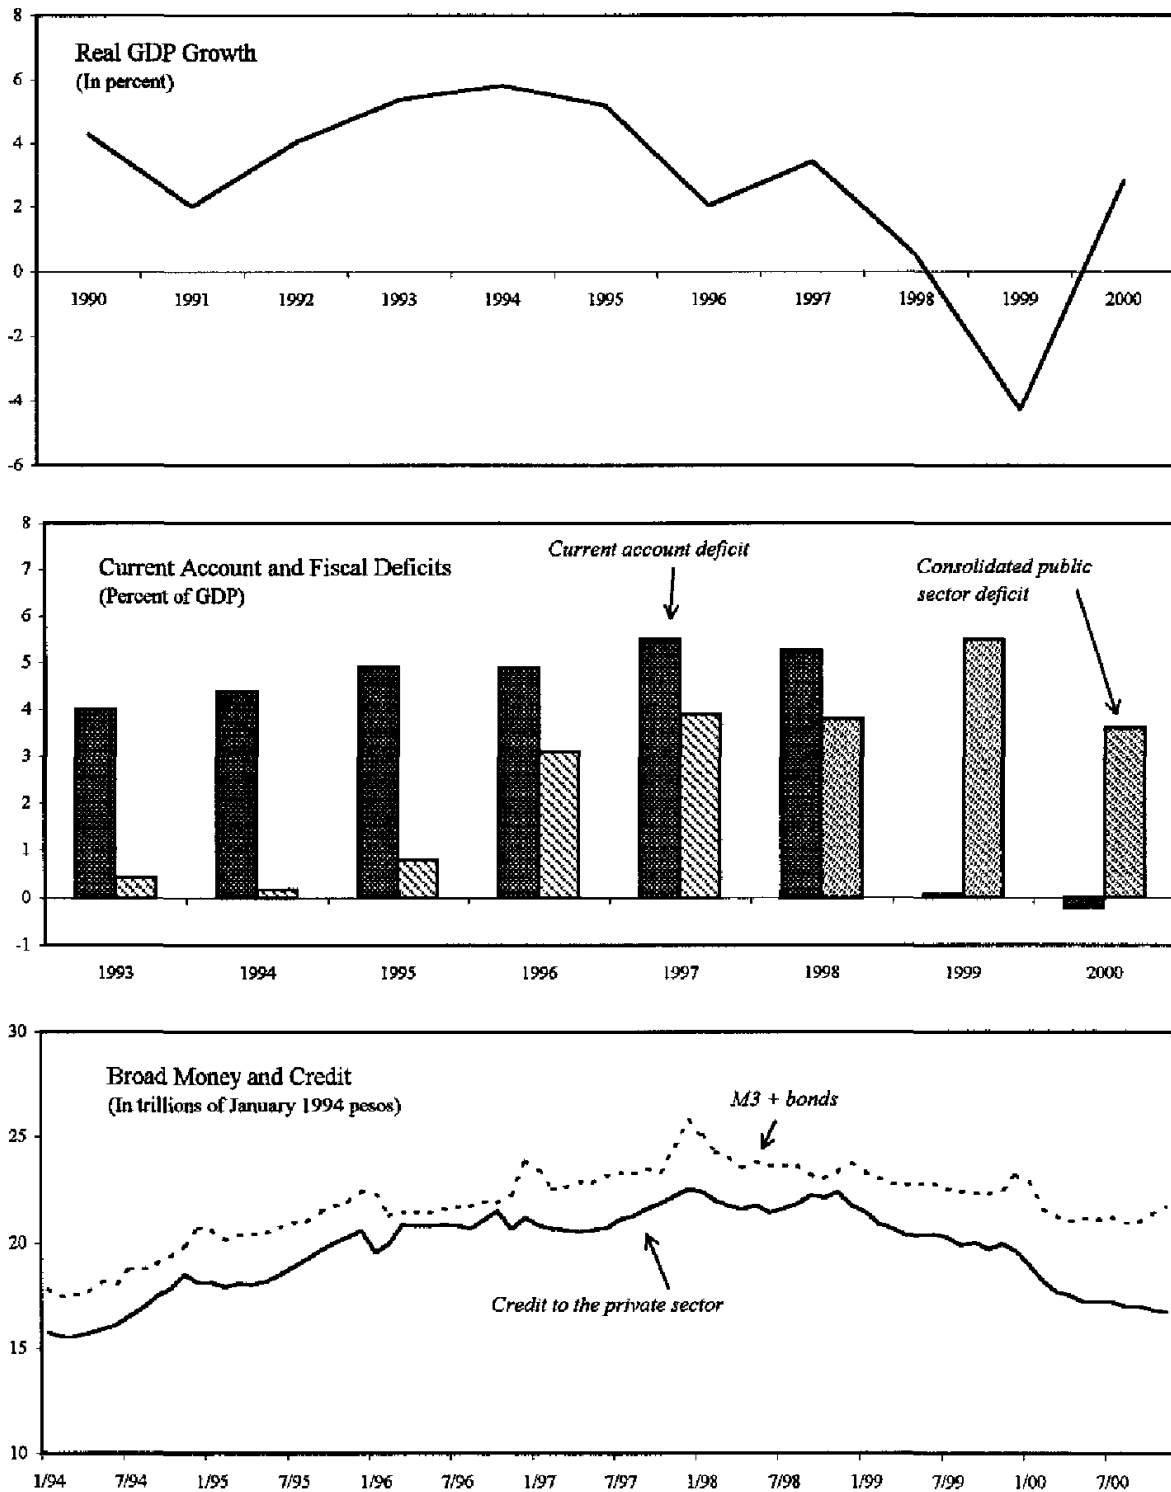 Real GDP Growth
(In percent)
8
6
4
2
0
-2
-4
-6
1990 1991 1992 1993 1994 1995 1996 1997 1998 1999 2000
Current Account and Fiscal Deficits
(Percent of GDP)
Current account deficit
Consolidated public
sector deficit
8
7
6
5
4
3
2
1
0
-1
1993 1994 1995 1996 1997 1998 1999 2000
Broad Money and Credit
(In trillions of January 1994 pesos)
M3 + bonds
Credit to the private sector
30
25
20
15
10
1/94 7/94 1/95 7/95 1/96 7/96 1/97 7/97 1/98 7/98 1/99 7/99 1/00 7/00